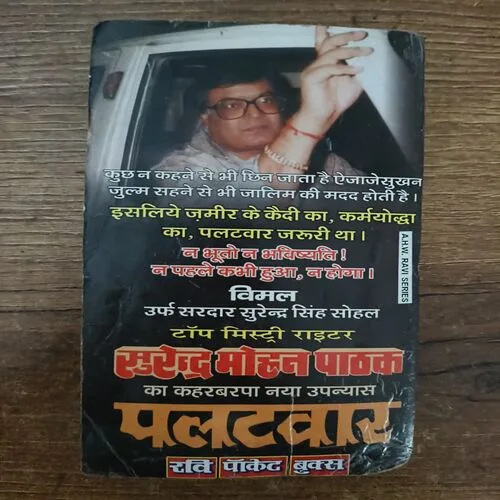 कुछ न कहने से भी छिन जाता है ऐजाजेसुखन
जुल्म सहने से भी जालिम की मदद होती है।
इसलिये ज़मीर के कैदी का, कर्मयोद्धा
का, पलटवार जरूरी था।
न भूतो न भविष्यति!
न पहले कभी हुआ, न होगा।
विमल
उर्फ सरदार सुरेन्द्र सिंह सोहल
टॉप मिस्ट्री राइटर
सुरेन्द्र मोहन पाठक
का कहरबरपा नया उपन्यास
पलटवार
रवि पॉकेट बुक्स
A.H.W. RAVI SERIES